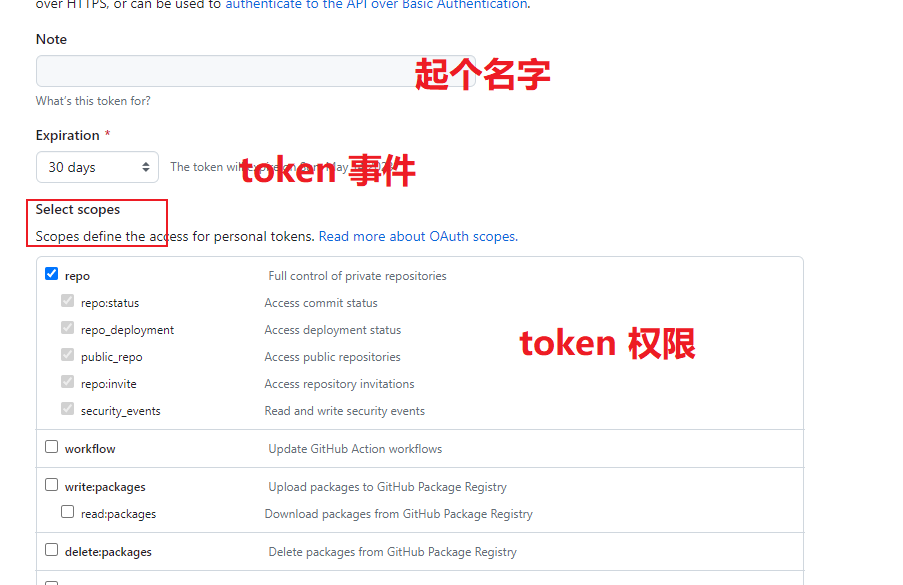 over HTTPS, or can be used to authenticate to the API over Basic Authentication.
Note
起个名字
What's this token for?
Expiration *
30 days
The token will expire on Sun, May
token 事件
Select scopes
Scopes define the access for personal tokens. Read more about OAuth scopes.
repo Full control of private repositories
repo:status Access commit status
repo_deployment Access deployment status
token 权限
public_repo Access public repositories
repo:invite Access repository invitations
security_events Read and write security events
workflow Update GitHub Action workflows
write:packages Upload packages to GitHub Package Registry
read:packages Download packages from GitHub Package Registry
delete:packages Delete packages from GitHub Package Registry